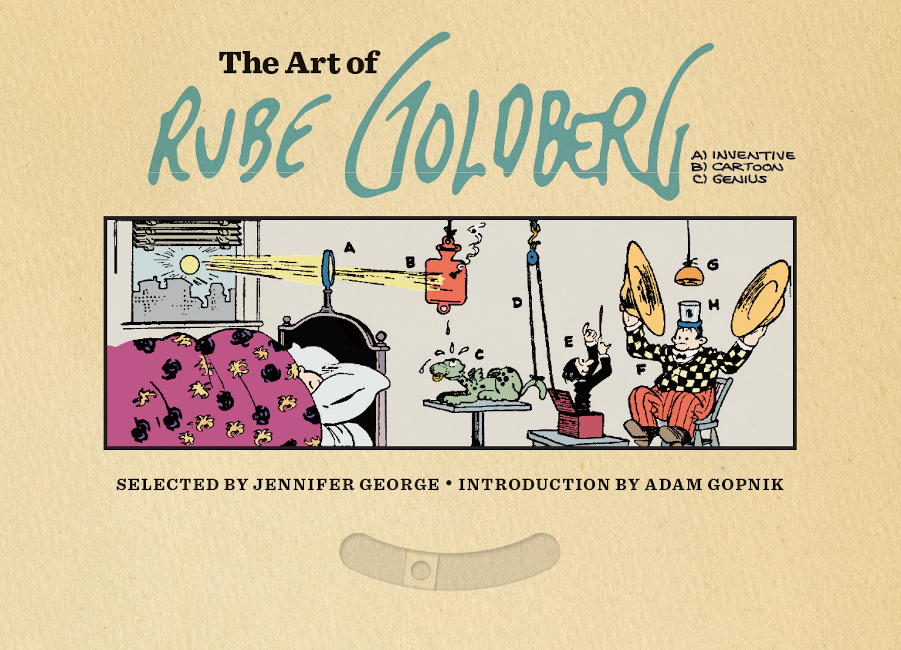 The Art of
RUBE GOLDBERG
A) INVENTIVE
B) CARTOON
C) GENIUS
A
B
C
D
E
F
G
H
SELECTED BY JENNIFER GEORGE • INTRODUCTION BY ADAM GOPNIK